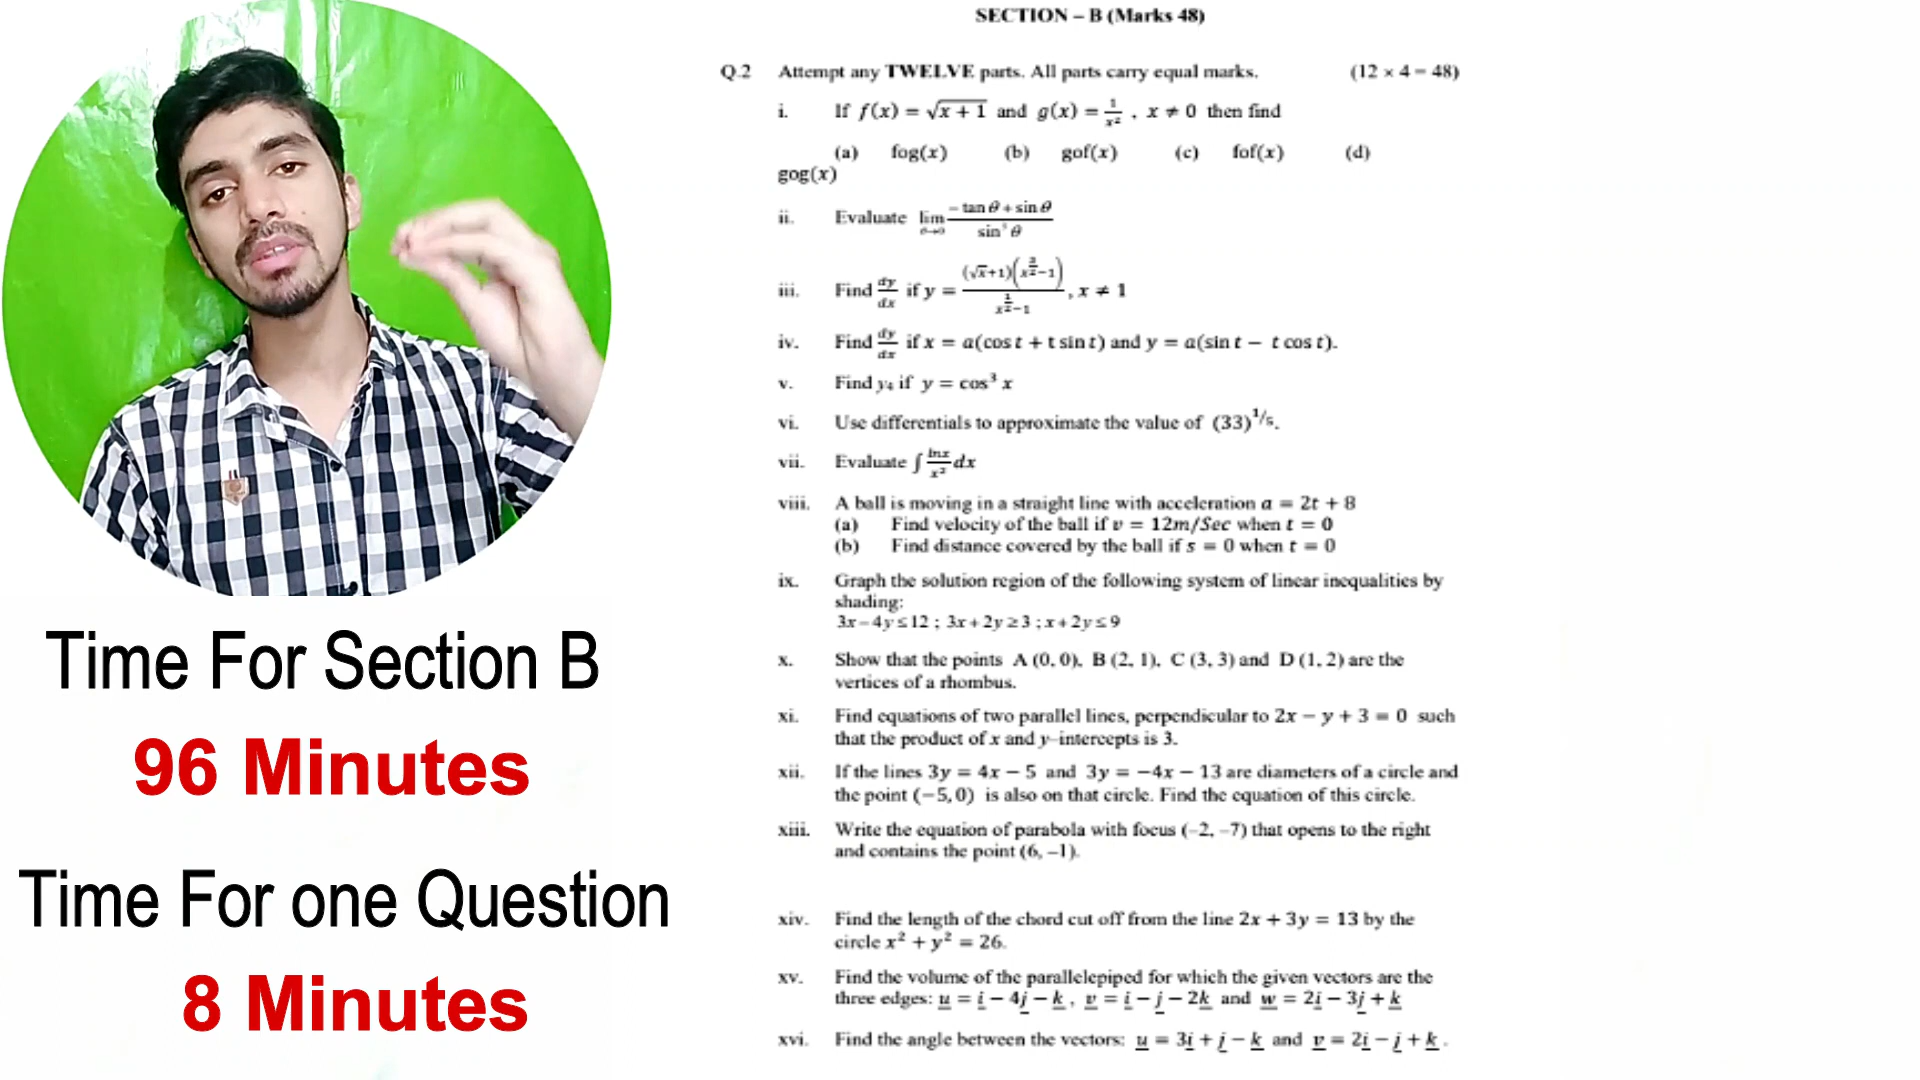 SECTION – B (Marks 48)
Q.2 Attempt any TWELVE parts. All parts carry equal marks. (12 × 4 = 48)
i. If f(x) = √(x + 1) and g(x) = 1/x², x ≠ 0 then find
(a) fog(x) (b) gof(x) (c) fof(x) (d)
gog(x)
ii. Evaluate lim θ→0 (− tan θ + sin θ)/(sin³ θ)
iii. Find dy/dx if y = (√x+1)(x^(3/2)−1)/(x^(1/2)−1), x ≠ 1
iv. Find dy/dx if x = a(cos t + t sin t) and y = a(sin t − t cos t).
v. Find y₄ if y = cos³ x
vi. Use differentials to approximate the value of (33)^1/5.
vii. Evaluate ∫ lnx/x² dx
viii. A ball is moving in a straight line with acceleration a = 2t + 8
(a) Find velocity of the ball if v = 12m/Sec when t = 0
(b) Find distance covered by the ball if s = 0 when t = 0
ix. Graph the solution region of the following system of linear inequalities by
shading:
3x – 4y ≤ 12 ; 3x + 2y ≥ 3 ; x + 2y ≤ 9
x. Show that the points A (0, 0), B (2, 1), C (3, 3) and D (1, 2) are the
vertices of a rhombus.
xi. Find equations of two parallel lines, perpendicular to 2x − y + 3 = 0 such
that the product of x and y–intercepts is 3.
xii. If the lines 3y = 4x − 5 and 3y = −4x − 13 are diameters of a circle and
the point (−5, 0) is also on that circle. Find the equation of this circle.
xiii. Write the equation of parabola with focus (–2, –7) that opens to the right
and contains the point (6, –1).
xiv. Find the length of the chord cut off from the line 2x + 3y = 13 by the
circle x² + y² = 26.
xv. Find the volume of the parallelepiped for which the given vectors are the
three edges: u = i − 4j − k , v = i − j − 2k and w = 2i − 3j + k
xvi. Find the angle between the vectors: u = 3i + j − k and v = 2i − j + k .
Time For Section B
96 Minutes
Time For one Question
8 Minutes